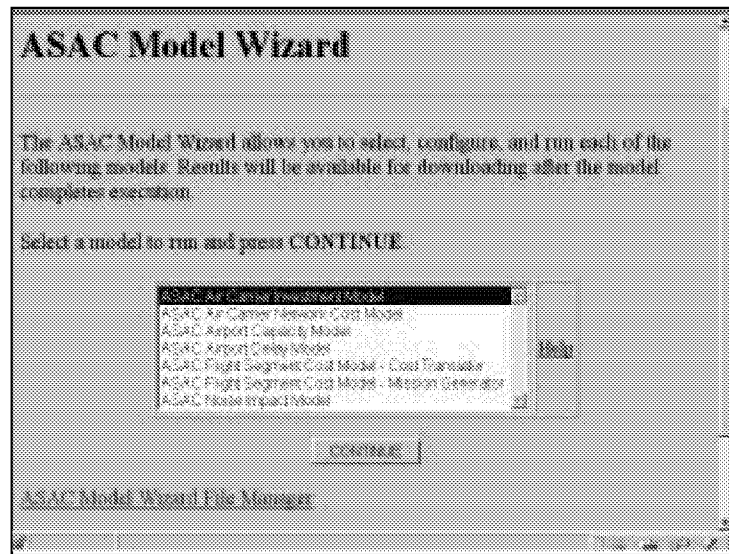 ASAC Model Wizard
The ASAC Model Wizard allows you to select, configure, and run each of the
following models. Results will be available for downloading after the model
completes execution.
Select a model to run and press CONTINUE
ASAC Air Carrier Investment Model
ASAC Air Carrier Network Cost Model
ASAC Airport Capacity Model
ASAC Airport Delay Model
ASAC Flight Segment Cost Model - Cost Translator
ASAC Flight Segment Cost Model - Mission Generator
ASAC Noise Impact Model
Help
CONTINUE
ASAC Model Wizard File Manager